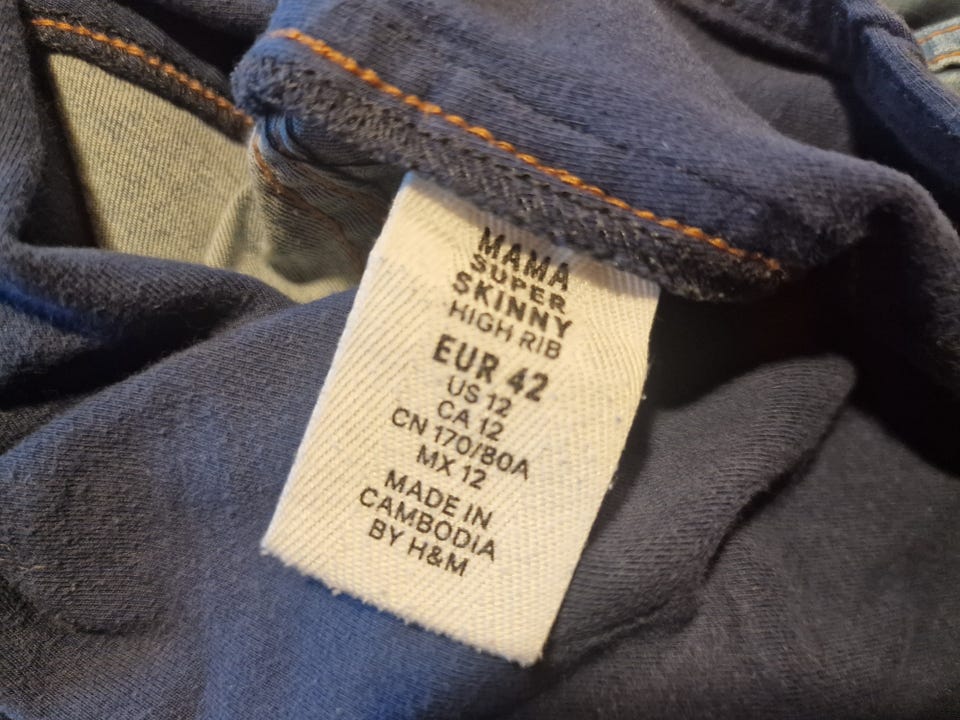 MAMA
SUPER
SKINNY
HIGH RIB
EUR 42
US 12
CA 12
CN 170/80A
MX 12
MADE IN
CAMBODIA
BY H&M